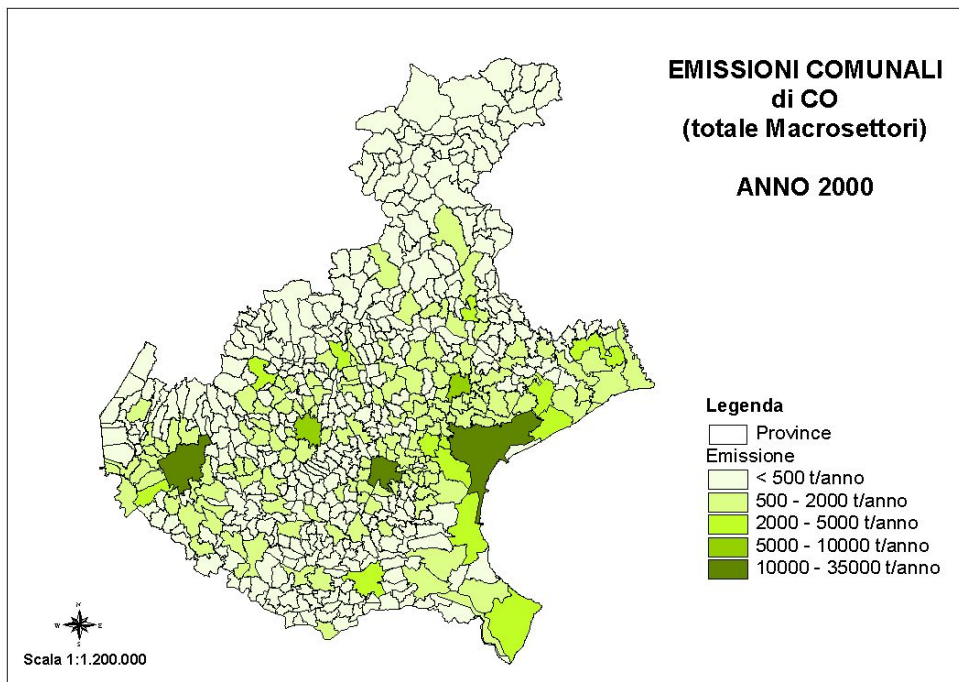 EMISSIONI COMUNALI
di CO
(totale Macrosettori)
ANNO 2000
Legenda
Province
Emissione
< 500 t/anno
500 - 2000 t/anno
2000 - 5000 t/anno
5000 - 10000 t/anno
10000 - 35000 t/anno
N
W E
S
Scala 1:1.200.000